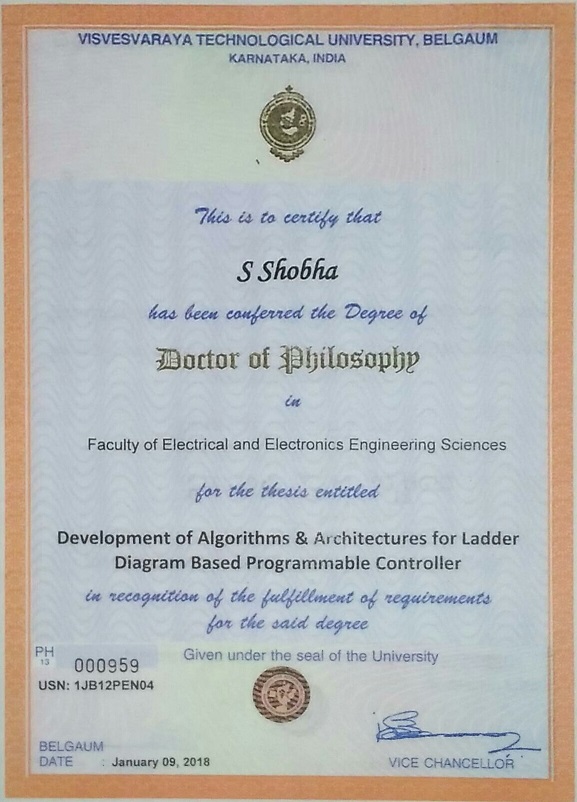 VISVESVARAYA TECHNOLOGICAL UNIVERSITY, BELGAUM
KARNATAKA, INDIA
This is to certify that
S Shobha
has been conferred the Degree of
Doctor of Philosophy
in
Faculty of Electrical and Electronics Engineering Sciences
for the thesis entitled
Development of Algorithms & Architectures for Ladder
Diagram Based Programmable Controller
in recognition of the fulfillment of requirements
for the said degree
Given under the seal of the University
PH
13
000959
USN: 1JB12PEN04
BELGAUM
DATE : January 09, 2018
VICE CHANCELLOR